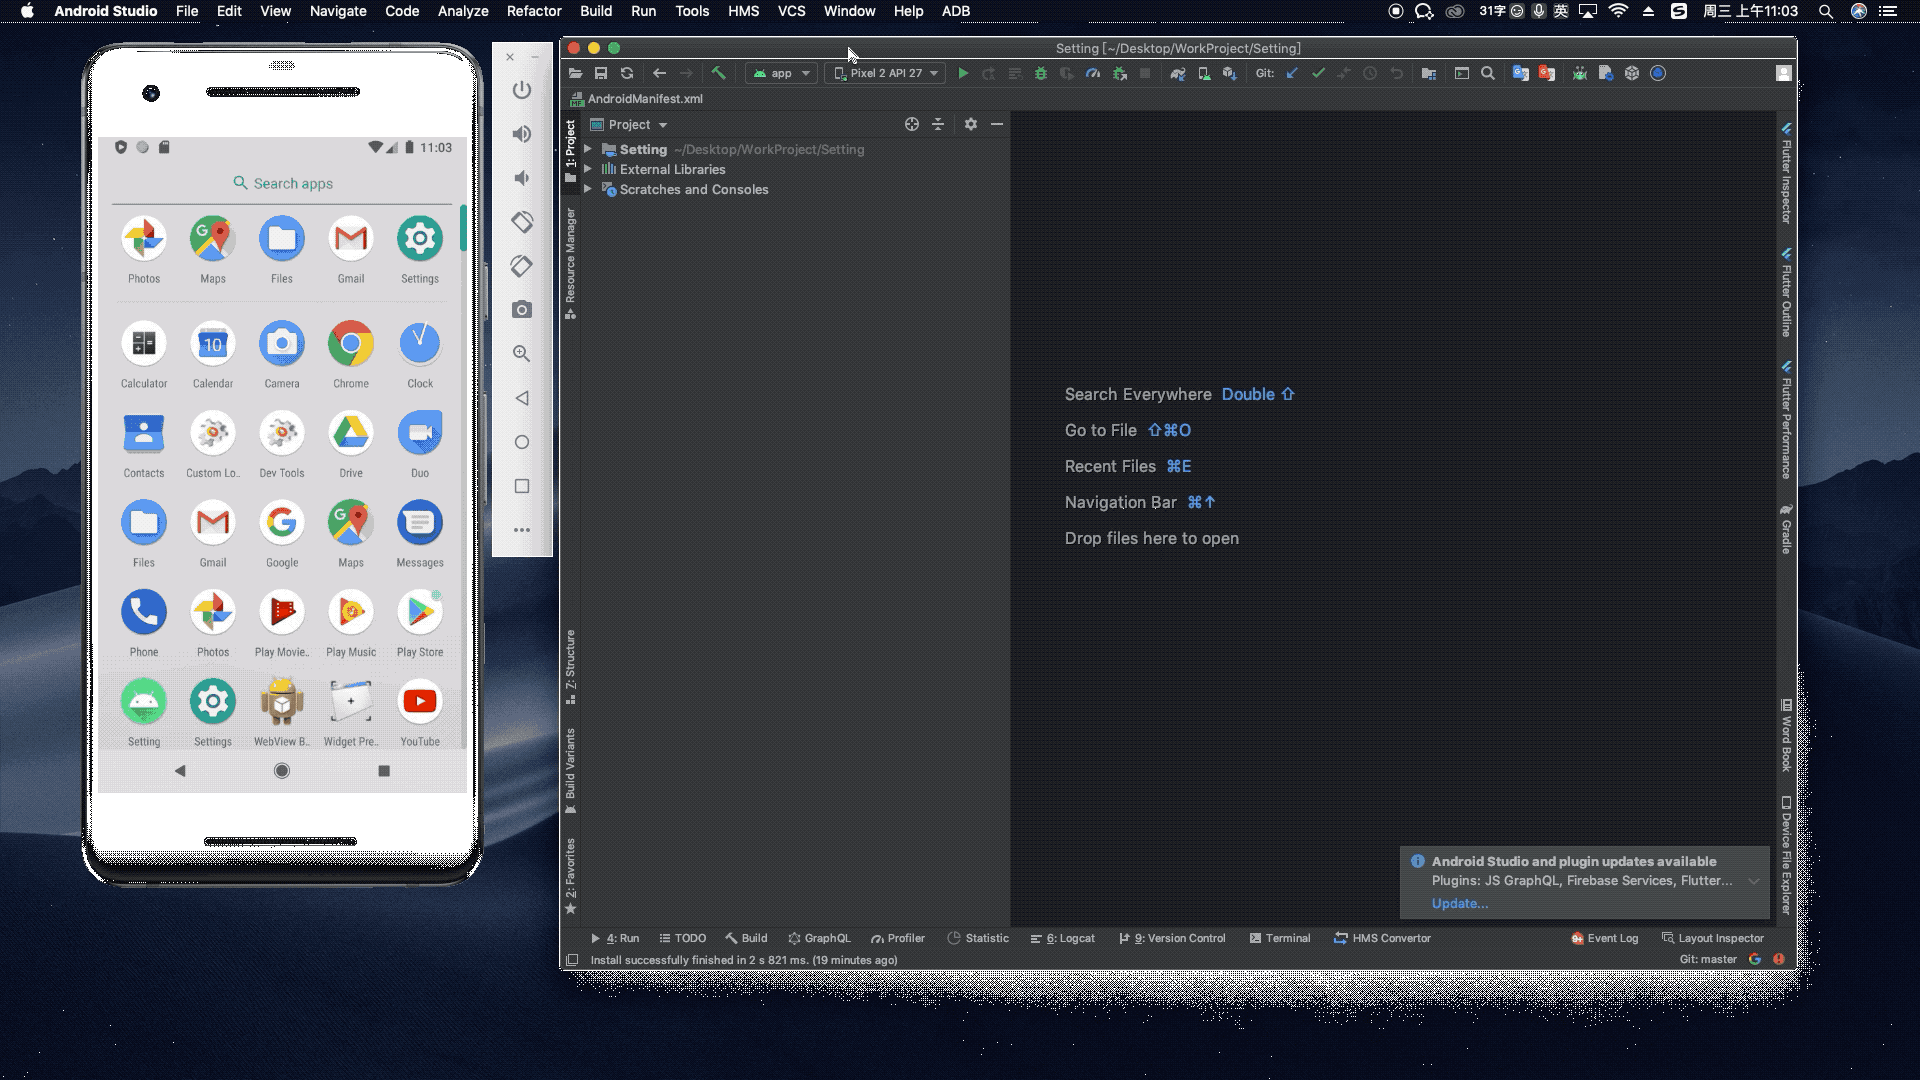 Android Studio File Edit View Navigate Code Analyze Refactor Build Run Tools HMS VCS Window Help ADB
31字 英 S 周三 上午11:03
11:03
Search apps
Photos Maps Files Gmail Settings
10
Calculator Calendar Camera Chrome Clock
Contacts Custom Lo.. Dev Tools Drive Duo
Files Gmail Google Maps Messages
Phone Photos Play Movie.. Play Music Play Store
Setting Settings WebView B.. Widget Pre.. YouTube
Setting [~/Desktop/WorkProject/Setting]
app
Pixel 2 API 27
Git:
AndroidManifest.xml
Project
Setting ~/Desktop/WorkProject/Setting
External Libraries
Scratches and Consoles
1: Project
Resource Manager
Z: Structure
Build Variants
2: Favorites
Search Everywhere Double ⇧
Go to File ⇧⌘O
Recent Files ⌘E
Navigation Bar ⌘↑
Drop files here to open
Flutter Inspector
Flutter Outline
Flutter Performance
Gradle
Word Book
Device File Explorer
Android Studio and plugin updates available
Plugins: JS GraphQL, Firebase Services, Flutter...
Update...
4: Run TODO Build GraphQL Profiler Statistic 6: Logcat 9: Version Control Terminal HMS Convertor
9+ Event Log Layout Inspector
Install successfully finished in 2 s 821 ms. (19 minutes ago)
Git: master